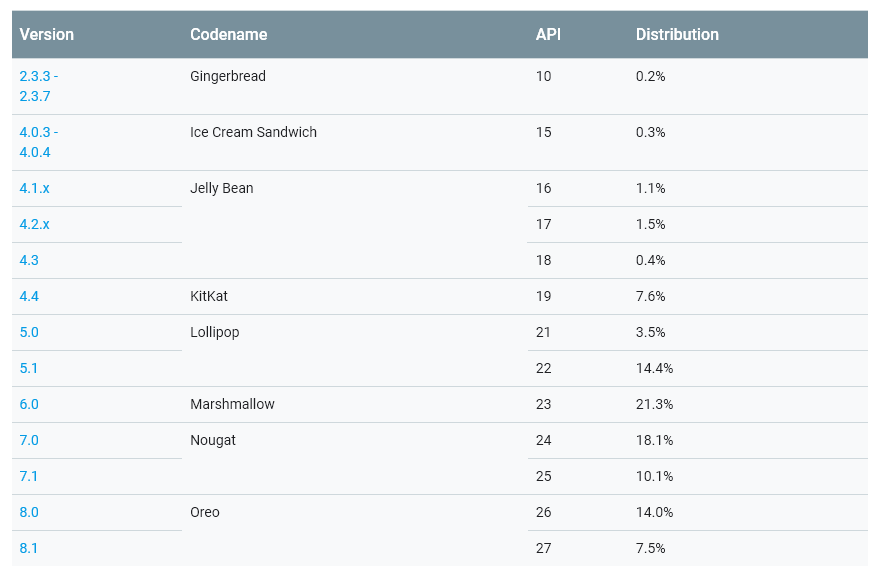 Version Codename API Distribution
2.3.3 - Gingerbread 10 0.2%
2.3.7
4.0.3 - Ice Cream Sandwich 15 0.3%
4.0.4
4.1.x Jelly Bean 16 1.1%
4.2.x 17 1.5%
4.3 18 0.4%
4.4 KitKat 19 7.6%
5.0 Lollipop 21 3.5%
5.1 22 14.4%
6.0 Marshmallow 23 21.3%
7.0 Nougat 24 18.1%
7.1 25 10.1%
8.0 Oreo 26 14.0%
8.1 27 7.5%